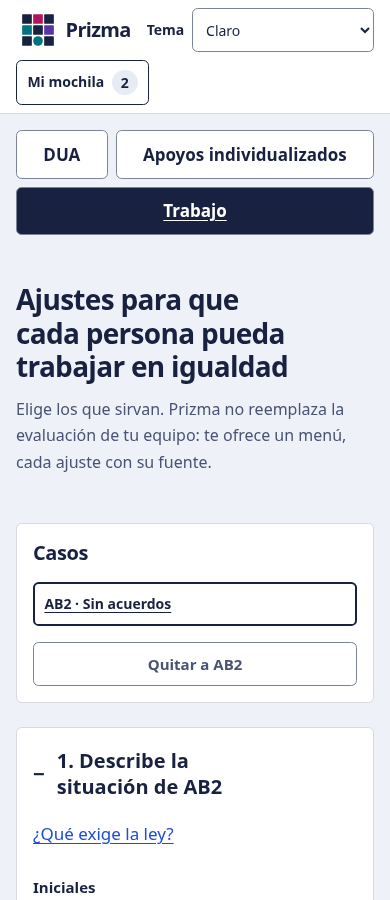 Prizma
Tema
Claro
Mi mochila 2
DUA
Apoyos individualizados
Trabajo
Ajustes para que
cada persona pueda
trabajar en igualdad
Elige los que sirvan. Prizma no reemplaza la
evaluación de tu equipo: te ofrece un menú,
cada ajuste con su fuente.
Casos
AB2 · Sin acuerdos
Quitar a AB2
− 1. Describe la
situación de AB2
¿Qué exige la ley?
Iniciales